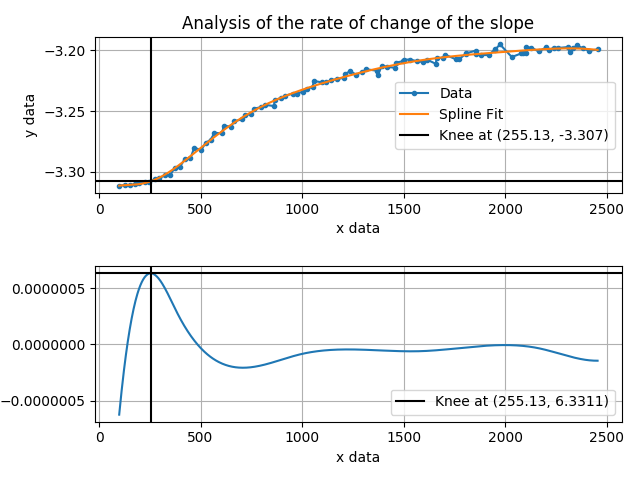 Analysis of the rate of change of the slope
−3.20
−3.25
−3.30
y data
Data
Spline Fit
Knee at (255.13, -3.307)
0 500 1000 1500 2000 2500
x data
0.0000005
0.0000000
−0.0000005
Knee at (255.13, 6.3311)
0 500 1000 1500 2000 2500
x data